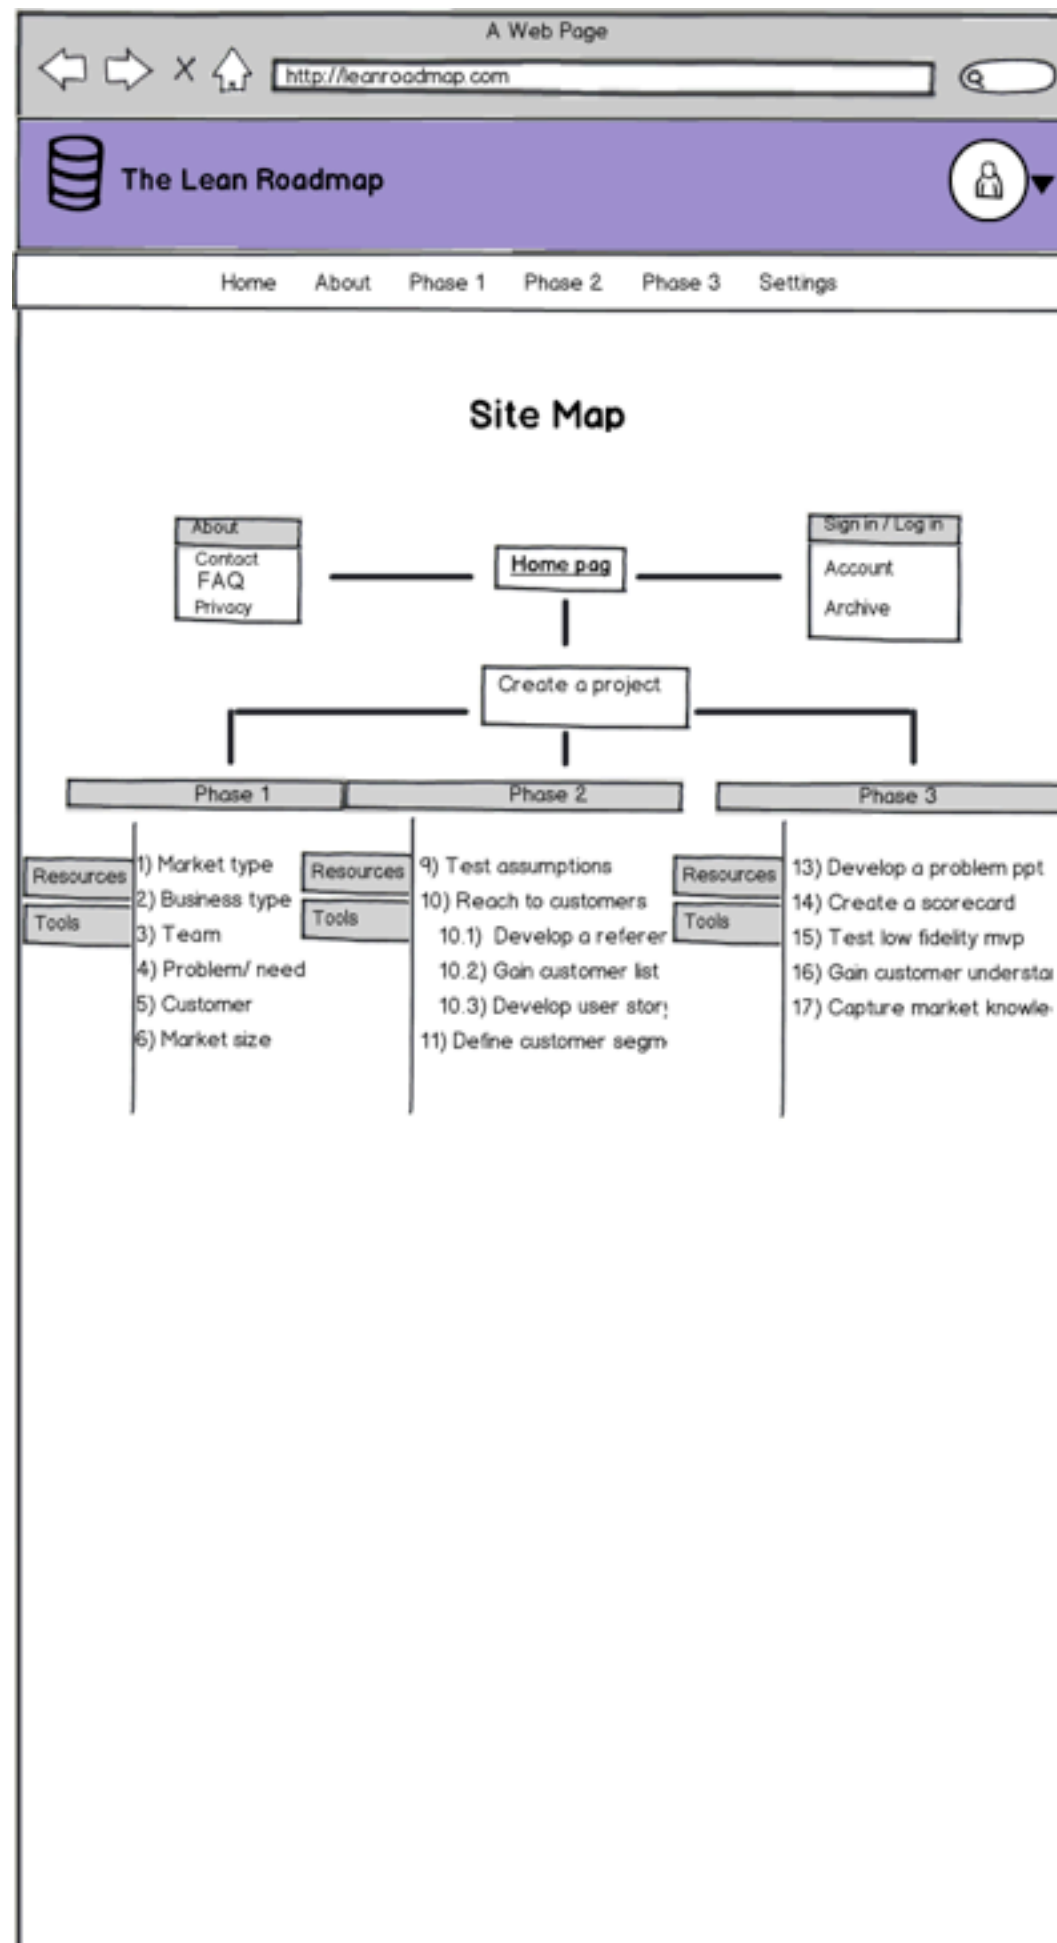 A Web Page
http://leanroadmap.com
The Lean Roadmap
Home About Phase 1 Phase 2 Phase 3 Settings
Site Map
About
Contact
FAQ
Privacy
Home pag
Sign in / Log in
Account
Archive
Create a project
Phase 1
Resources
Tools
1) Market type
2) Business type
3) Team
4) Problem/ need
5) Customer
6) Market size
Phase 2
Resources
Tools
9) Test assumptions
10) Reach to customers
10.1) Develop a referer
10.2) Gain customer list
10.3) Develop user
11) Define customer
Phase 3
Resources
Tools
13) Develop a problem ppt
14) Create a scorecard
15) Test low fidelity mvp
16) Gain customer
17) Capture market